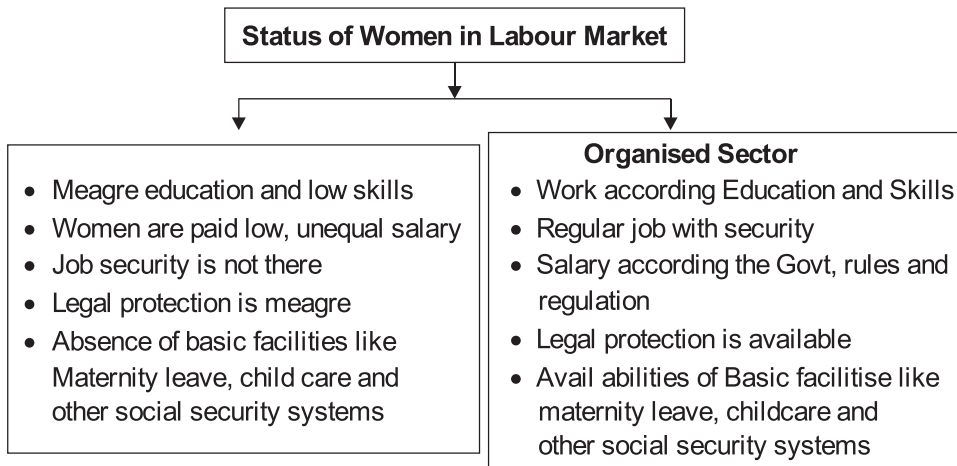 Status of Women in Labour Market
• Meagre education and low skills
• Women are paid low, unequal salary
• Job security is not there
• Legal protection is meagre
• Absence of basic facilities like
Maternity leave, child care and
other social security systems
Organised Sector
• Work according Education and Skills
• Regular job with security
• Salary according the Govt, rules and
regulation
• Legal protection is available
• Avail abilities of Basic facilitise like
maternity leave, childcare and
other social security systems